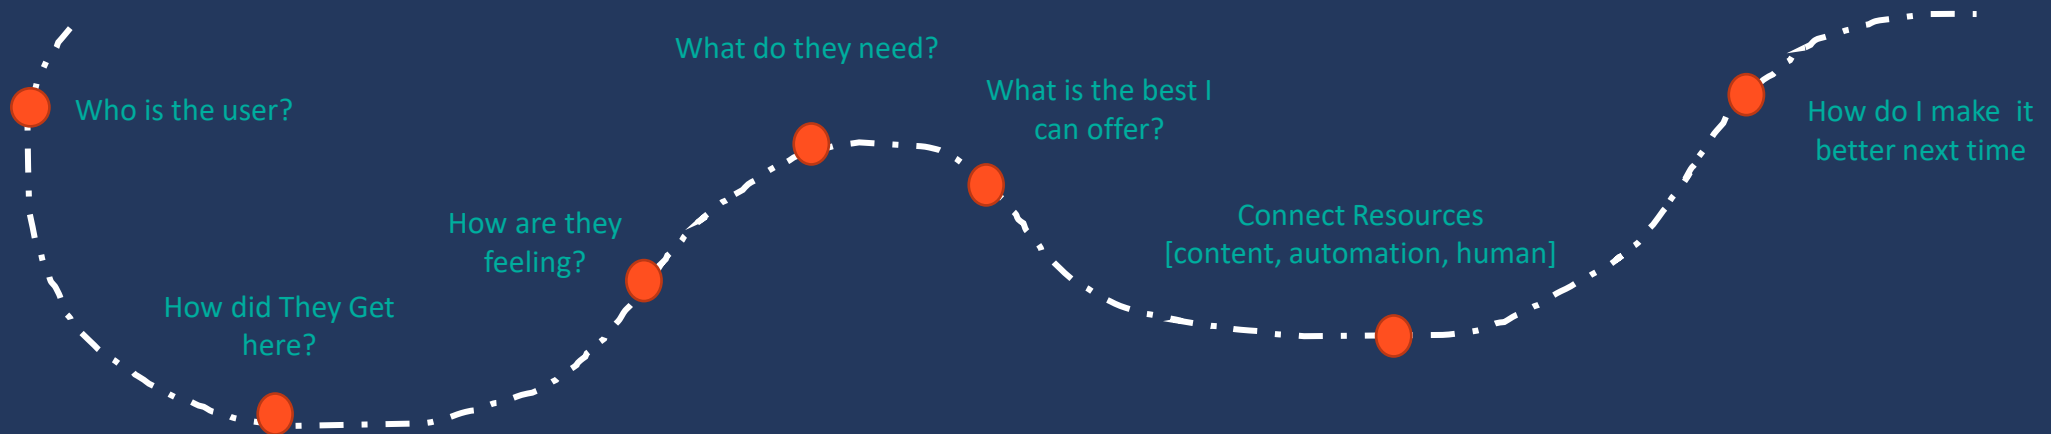 Who is the user?
How did They Get
here?
How are they
feeling?
What do they need?
What is the best I
can offer?
Connect Resources
[content, automation, human]
How do I make  it
better next time